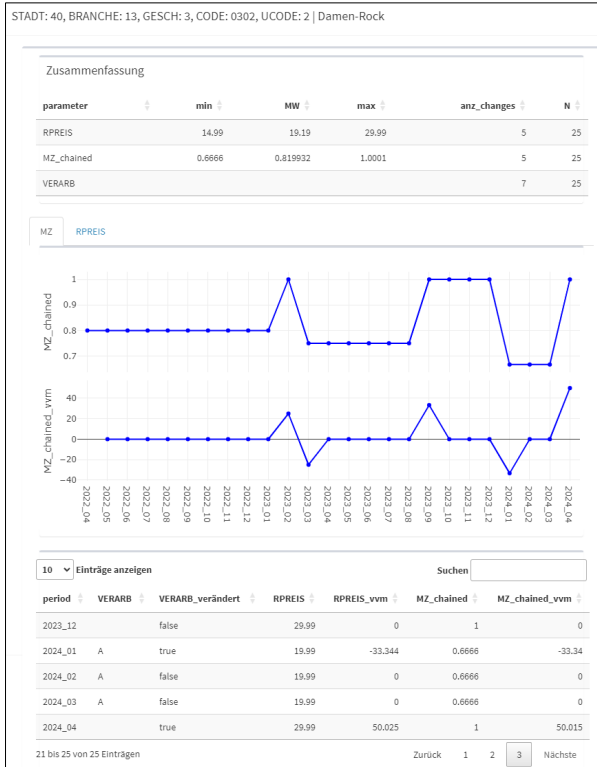 STADT: 40, BRANCHE: 13, GESCH: 3, CODE: 0302, UCODE: 2 | Damen-Rock
Zusammenfassung
parameter min MW max anz_changes N
RPREIS 14.99 19.19 29.99 5 25
MZ_chained 0.6666 0.819932 1.0001 5 25
VERARB 7 25
MZ RPREIS
MZ_chained
1
0.9
0.8
0.7
MZ_chained_vvm
40
20
0
−20
−40
2022_04
2022_05
2022_06
2022_07
2022_08
2022_09
2022_10
2022_11
2022_12
2023_01
2023_02
2023_03
2023_04
2023_05
2023_06
2023_07
2023_08
2023_09
2023_10
2023_11
2023_12
2024_01
2024_02
2024_03
2024_04
10 Einträge anzeigen Suchen
period VERARB VERARB_verändert RPREIS RPREIS_vvm MZ_chained MZ_chained_vvm
2023_12 false 29.99 0 1 0
2024_01 A true 19.99 -33.344 0.6666 -33.34
2024_02 A false 19.99 0 0.6666 0
2024_03 A false 19.99 0 0.6666 0
2024_04 true 29.99 50.025 1 50.015
21 bis 25 von 25 Einträgen Zurück 1 2 3 Nächste